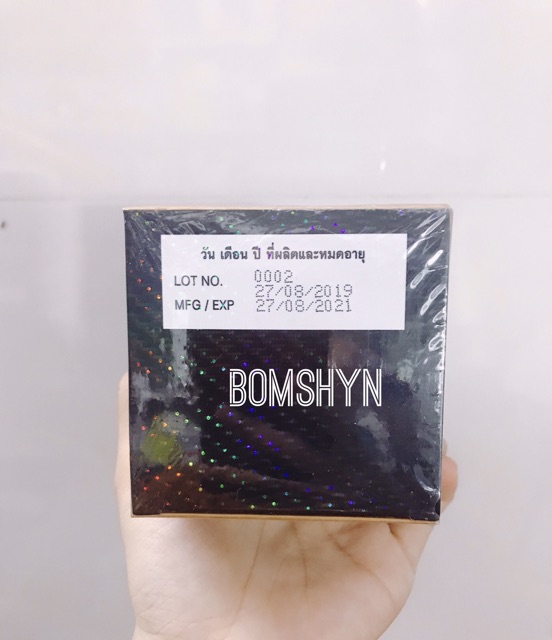 วัน เดือน ปี ที่ผลิตและหมดอายุ
LOT NO. 0002
27/08/2019
MFG / EXP 27/08/2021
BOMSHYN